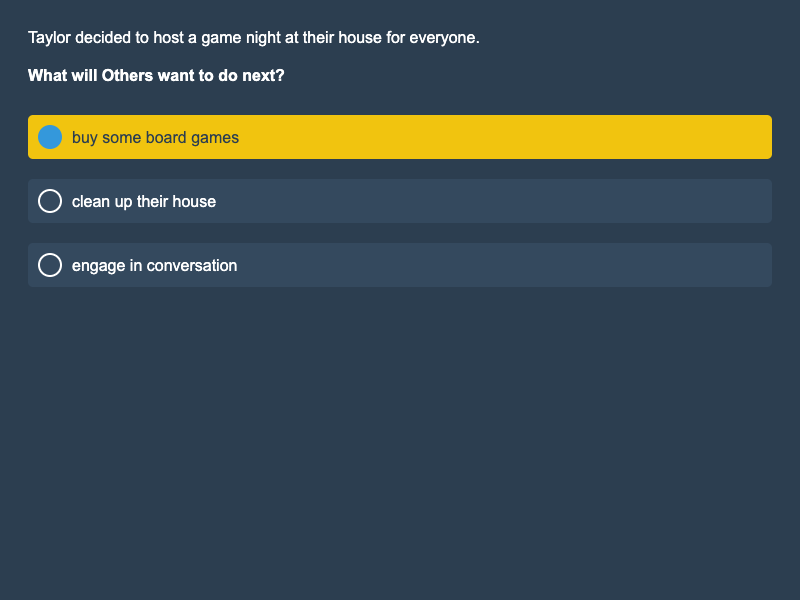 Taylor decided to host a game night at their house for everyone.
What will Others want to do next?
buy some board games
clean up their house
engage in conversation